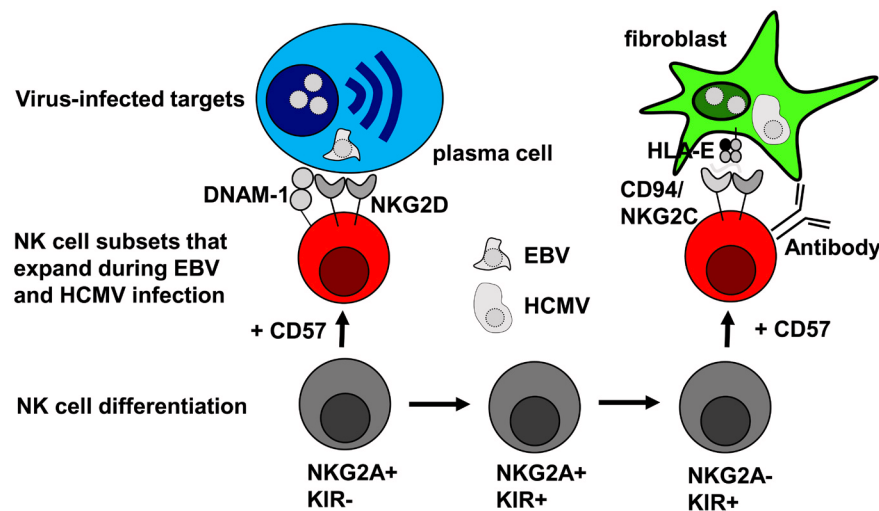 fibroblast
Virus-infected targets
plasma cell
HLA-E
DNAM-1
NKG2D
CD94/
NKG2C
Antibody
NK cell subsets that
expand during EBV
and HCMV infection
EBV
HCMV
+ CD57
+ CD57
NK cell differentiation
NKG2A+
KIR-
NKG2A+
KIR+
NKG2A-
KIR+